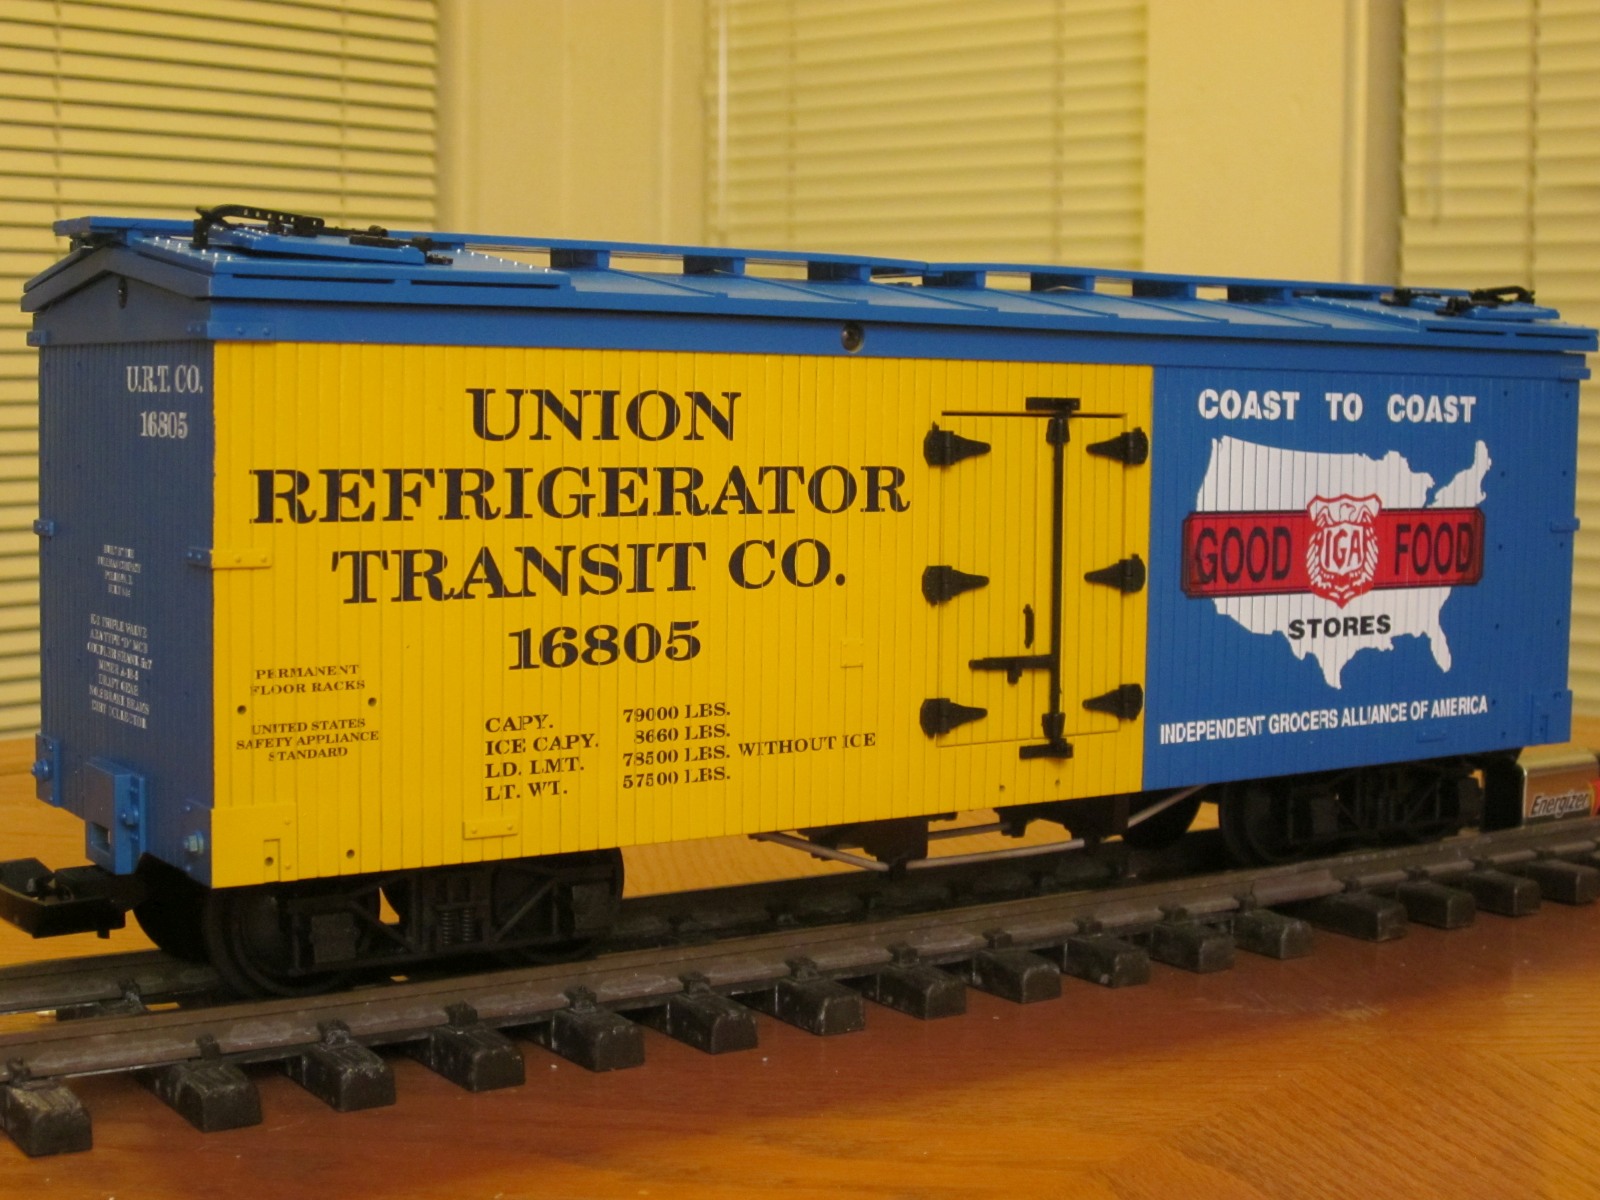 U.R.T. CO.
16805
UNION
REFRIGERATOR
TRANSIT CO.
16805
PERMANENT
FLOOR RACKS
UNITED STATES
SAFETY APPLIANCE
STANDARD
CAPY. 79000 LBS.
ICE CAPY. 8660 LBS.
LD. LMT. 78500 LBS. WITHOUT ICE
LT. WT. 57500 LBS.
COAST TO COAST
GOOD IGA FOOD
STORES
INDEPENDENT GROCERS ALLIANCE OF AMERICA
Energizer